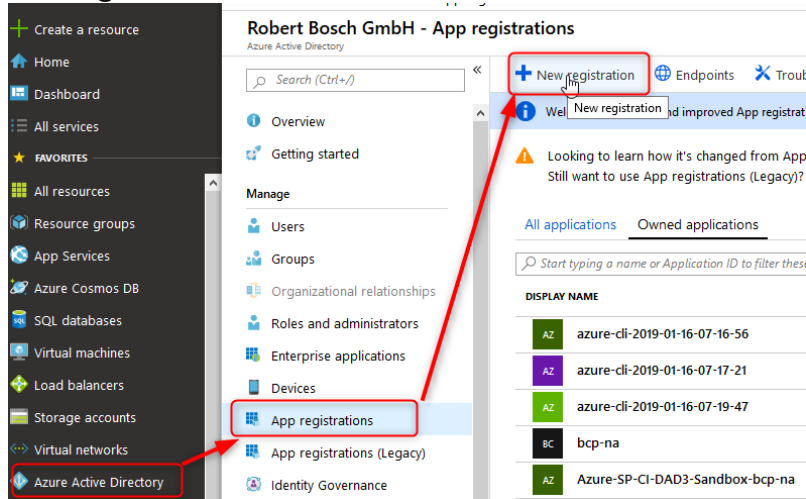 Create a resource
Home
Dashboard
All services
FAVORITES
All resources
Resource groups
App Services
Azure Cosmos DB
SQL databases
Virtual machines
Load balancers
Storage accounts
Virtual networks
Azure Active Directory
Robert Bosch GmbH - App registrations
Azure Active Directory
Search (Ctrl+/)
Overview
Getting started
Manage
Users
Groups
Organizational relationships
Roles and administrators
Enterprise applications
Devices
App registrations
App registrations (Legacy)
Identity Governance
New registration
Endpoints
Troub
New registration
Wel nd improved App registrat
Looking to learn how it's changed from App
Still want to use App registrations (Legacy)?
All applications Owned applications
Start typing a name or Application ID to filter these
DISPLAY NAME
AZ azure-cli-2019-01-16-07-16-56
AZ azure-cli-2019-01-16-07-17-21
AZ azure-cli-2019-01-16-07-19-47
BC bcp-na
AZ Azure-SP-CI-DAD3-Sandbox-bcp-na